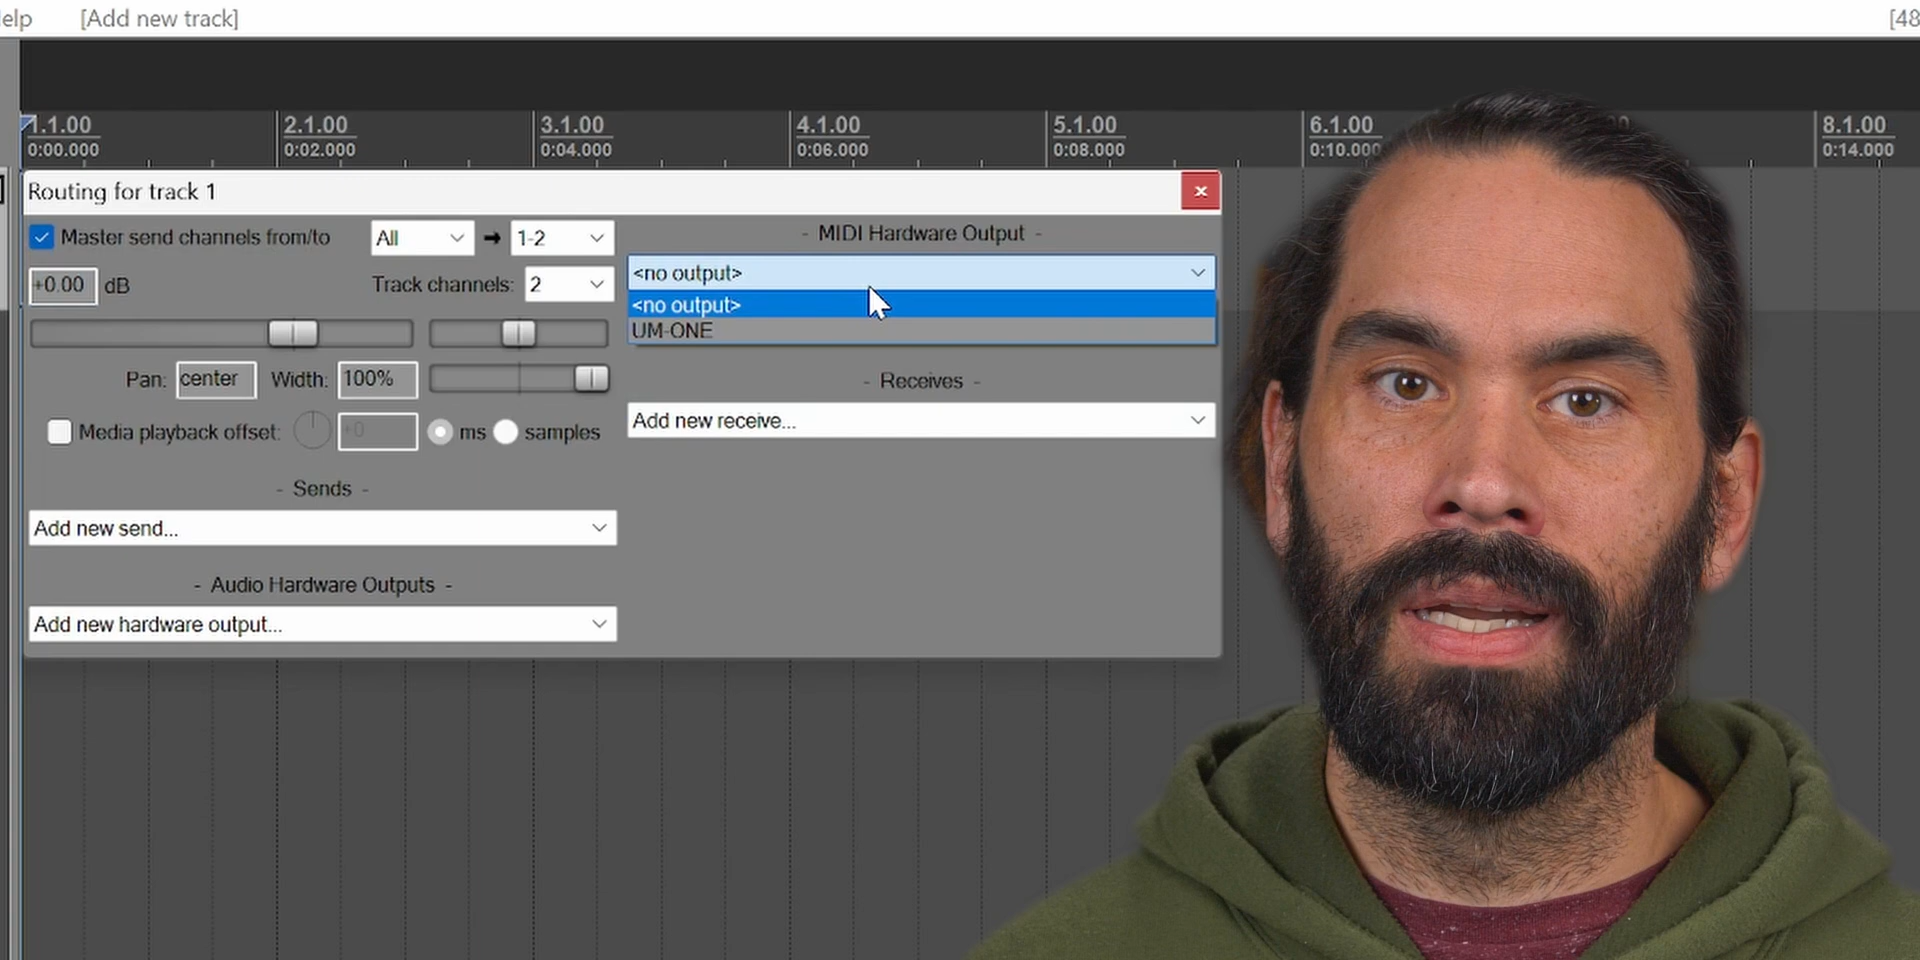 elp [Add new track] [48
1.1.00 2.1.00 3.1.00 4.1.00 5.1.00 6.1.00 8.1.00
0:00.000 0:02.000 0:04.000 0:06.000 0:08.000 0:10.000 0:14.000
Routing for track 1
Master send channels from/to All 1-2
+0.00 dB Track channels: 2
Pan: center Width: 100%
Media playback offset: +0 ms samples
- Sends -
Add new send...
- Audio Hardware Outputs -
Add new hardware output...
- MIDI Hardware Output -
<no output>
<no output>
UM-ONE
- Receives -
Add new receive...